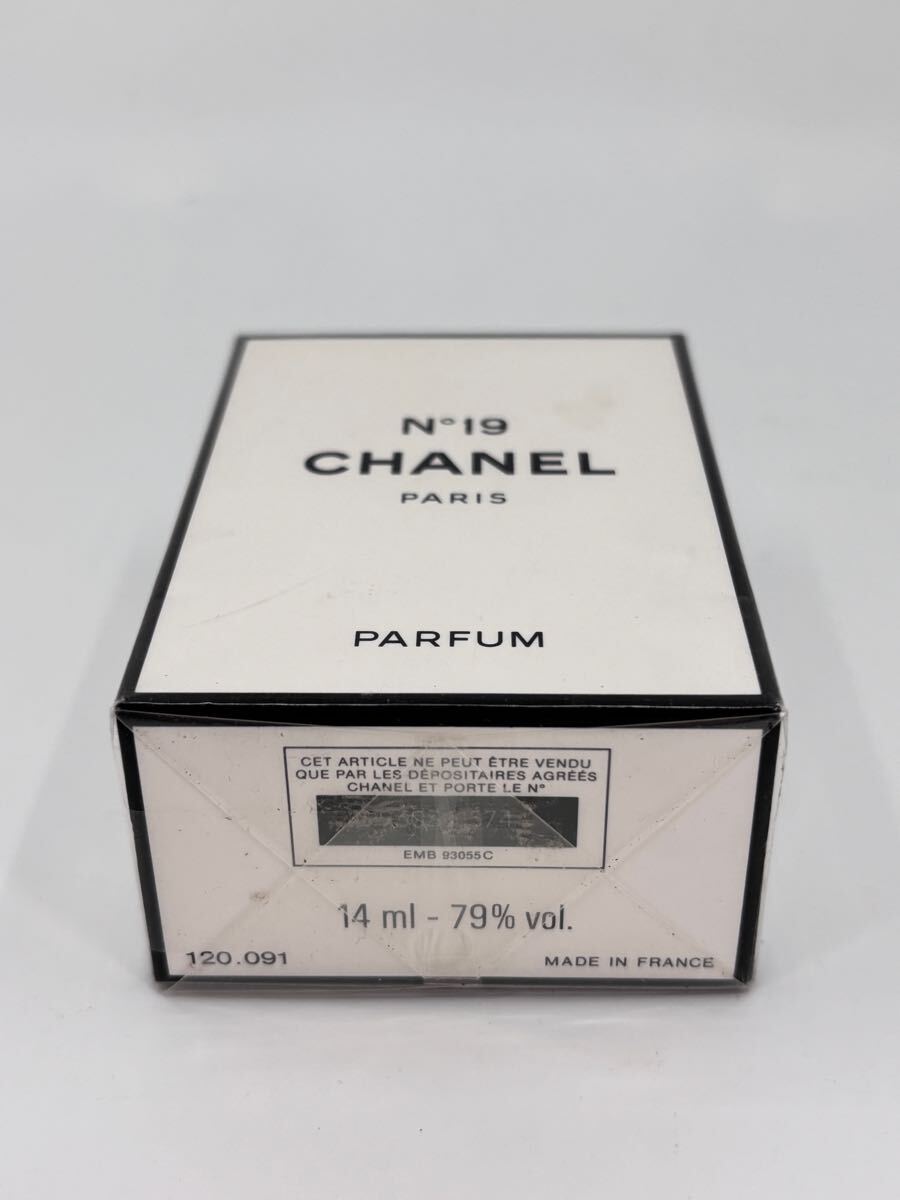 N°19
CHANEL
PARIS
PARFUM
CET ARTICLE NE PEUT ÊTRE VENDU
QUE PAR LES DÉPOSITAIRES AGRÉÉS
CHANEL ET PORTE LE N°
EMB 93055C
14 ml - 79% vol.
120.091
MADE IN FRANCE